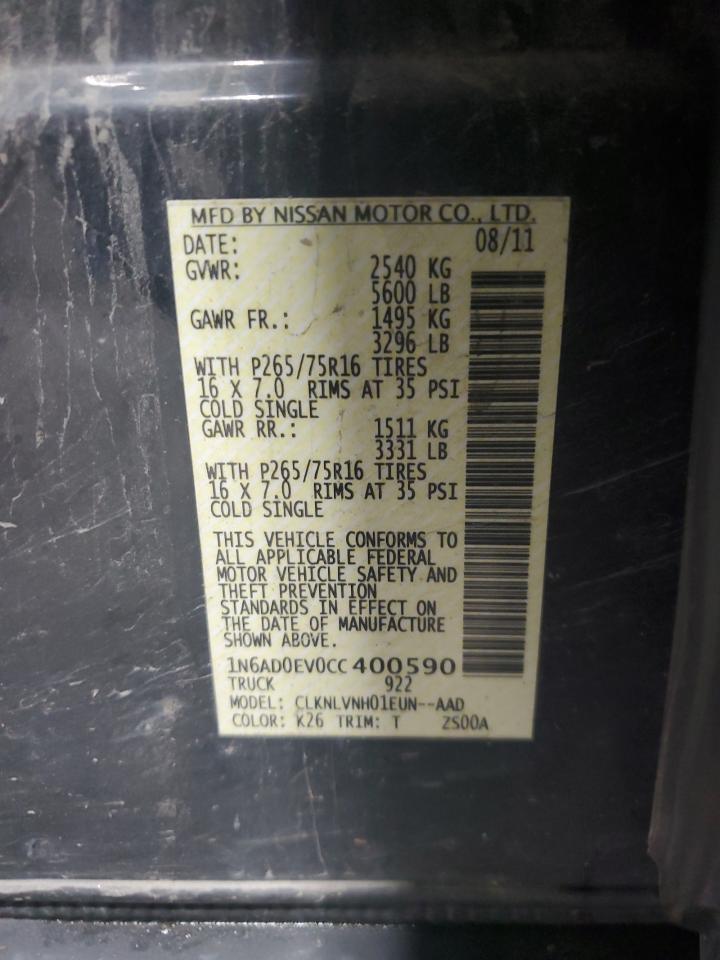 MFD BY NISSAN MOTOR CO., LTD.
DATE: 08/11
GVWR: 2540 KG
5600 LB
GAWR FR.: 1495 KG
3296 LB
WITH P265/75R16 TIRES
16 X 7.0 RIMS AT 35 PSI
COLD SINGLE
GAWR RR.: 1511 KG
3331 LB
WITH P265/75R16 TIRES
16 X 7.0 RIMS AT 35 PSI
COLD SINGLE
THIS VEHICLE CONFORMS TO
ALL APPLICABLE FEDERAL
MOTOR VEHICLE SAFETY AND
THEFT PREVENTION
STANDARDS IN EFFECT ON
THE DATE OF MANUFACTURE
SHOWN ABOVE.
1N6AD0EV0CC400590
TRUCK 922
MODEL: CLKNLVNH01EUN--AAD
COLOR: K26 TRIM: T ZS00A